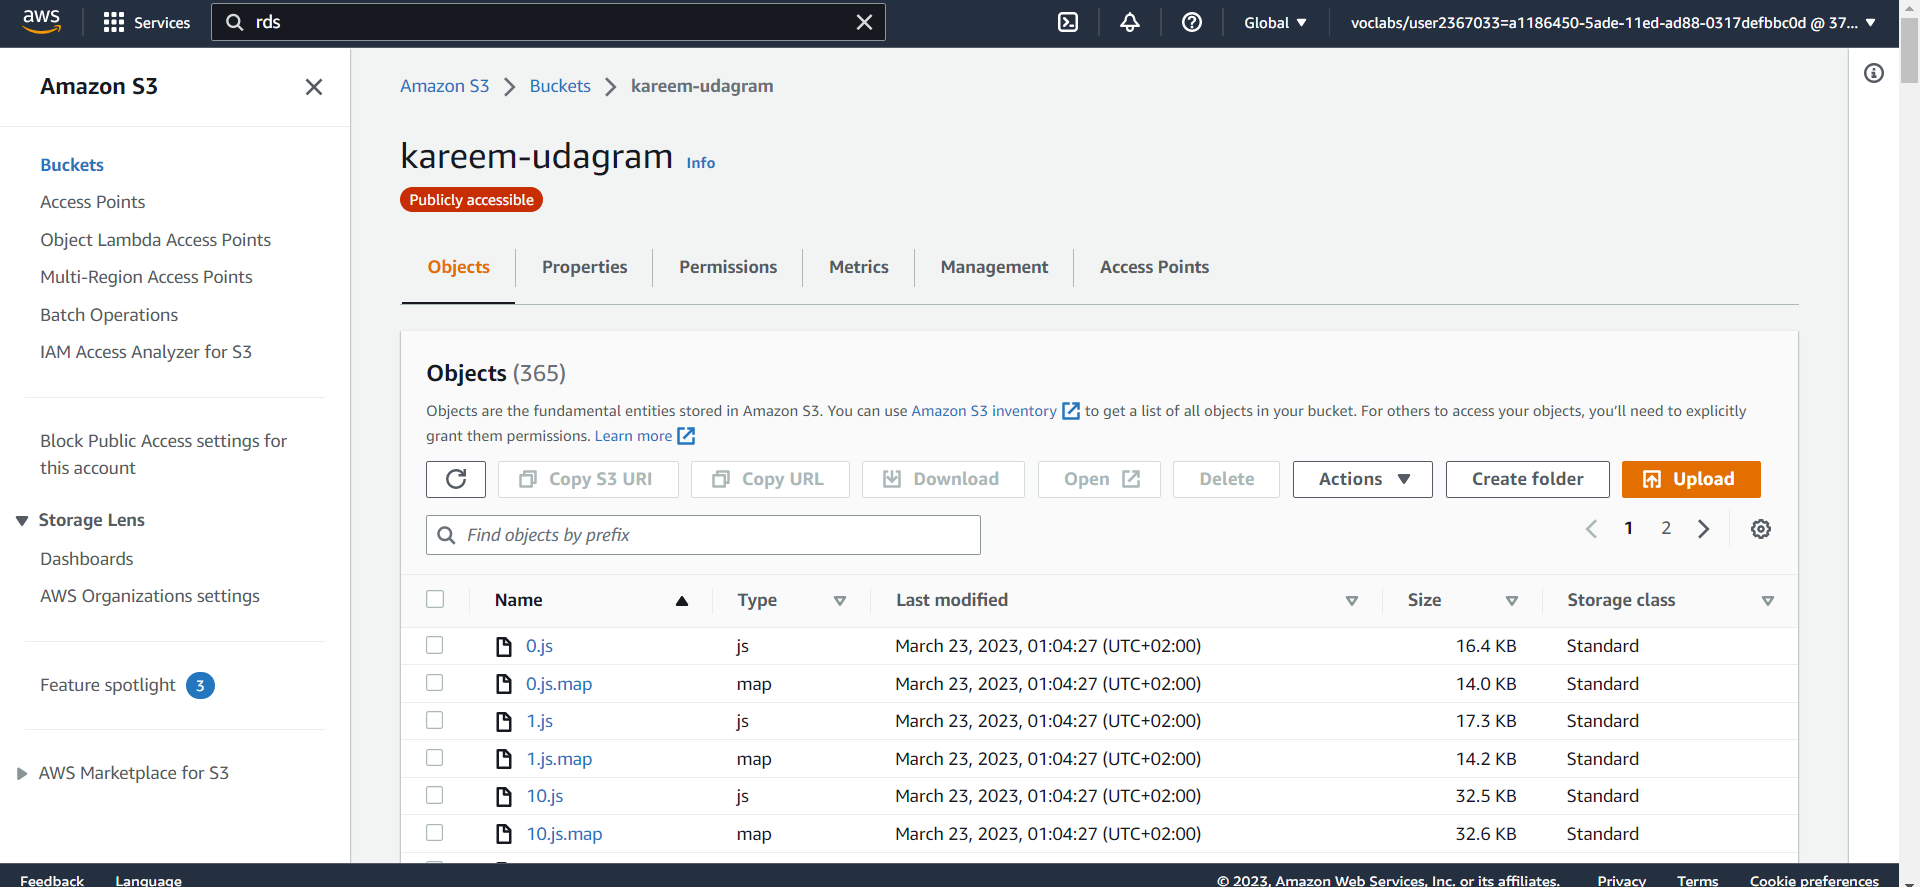 aws
Services
rds
Global
voclabs/user2367033=a1186450-5ade-11ed-ad88-0317defbbc0d @ 37...
Amazon S3
Buckets
Access Points
Object Lambda Access Points
Multi-Region Access Points
Batch Operations
IAM Access Analyzer for S3
Block Public Access settings for
this account
Storage Lens
Dashboards
AWS Organizations settings
Feature spotlight 3
AWS Marketplace for S3
Amazon S3 Buckets kareem-udagram
kareem-udagram Info
Publicly accessible
Objects Properties Permissions Metrics Management Access Points
Objects (365)
Objects are the fundamental entities stored in Amazon S3. You can use Amazon S3 inventory to get a list of all objects in your bucket. For others to access your objects, you'll need to explicitly
grant them permissions. Learn more
Copy S3 URI Copy URL Download Open Delete Actions Create folder Upload
Find objects by prefix
1 2
Name Type Last modified Size Storage class
0.js js March 23, 2023, 01:04:27 (UTC+02:00) 16.4 KB Standard
0.js.map map March 23, 2023, 01:04:27 (UTC+02:00) 14.0 KB Standard
1.js js March 23, 2023, 01:04:27 (UTC+02:00) 17.3 KB Standard
1.js.map map March 23, 2023, 01:04:27 (UTC+02:00) 14.2 KB Standard
10.js js March 23, 2023, 01:04:27 (UTC+02:00) 32.5 KB Standard
10.js.map map March 23, 2023, 01:04:27 (UTC+02:00) 32.6 KB Standard
Feedback Language © 2023, Amazon Web Services, Inc. or its affiliates. Privacy Terms Cookie preferences